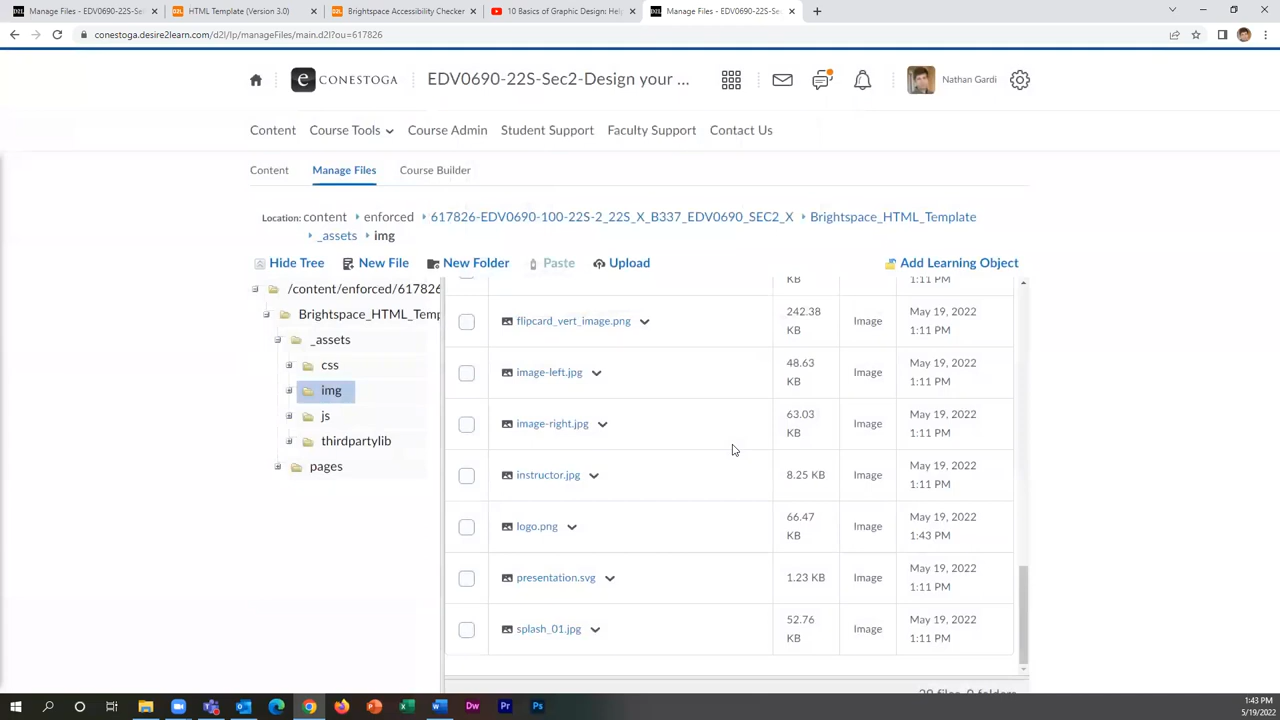 Manage Files - EDV0690-22S-Se
HTML Template (Version 3.0)
Brightspace Accessibility Checker
10 Basics of Graphic Design: Hel
Manage Files - EDV0690-22S-Sec
conestoga.desire2learn.com/d2l/lp/manageFiles/main.d2l?ou=617826
CONESTOGA
EDV0690-22S-Sec2-Design your ...
Nathan Gardi
Content
Course Tools
Course Admin
Student Support
Faculty Support
Contact Us
Content
Manage Files
Course Builder
Location: content enforced 617826-EDV0690-100-22S-2_22S_X_B337_EDV0690_SEC2_X Brightspace_HTML_Template
_assets img
Hide Tree
New File
New Folder
Paste
Upload
Add Learning Object
/content/enforced/617826
Brightspace_HTML_Temp
_assets
css
img
js
thirdpartylib
pages
KB
1:11 PM
flipcard_vert_image.png
242.38 KB
Image
May 19, 2022 1:11 PM
image-left.jpg
48.63 KB
Image
May 19, 2022 1:11 PM
image-right.jpg
63.03 KB
Image
May 19, 2022 1:11 PM
instructor.jpg
8.25 KB
Image
May 19, 2022 1:11 PM
logo.png
66.47 KB
Image
May 19, 2022 1:43 PM
presentation.svg
1.23 KB
Image
May 19, 2022 1:11 PM
splash_01.jpg
52.76 KB
Image
May 19, 2022 1:11 PM
1:43 PM
5/19/2022